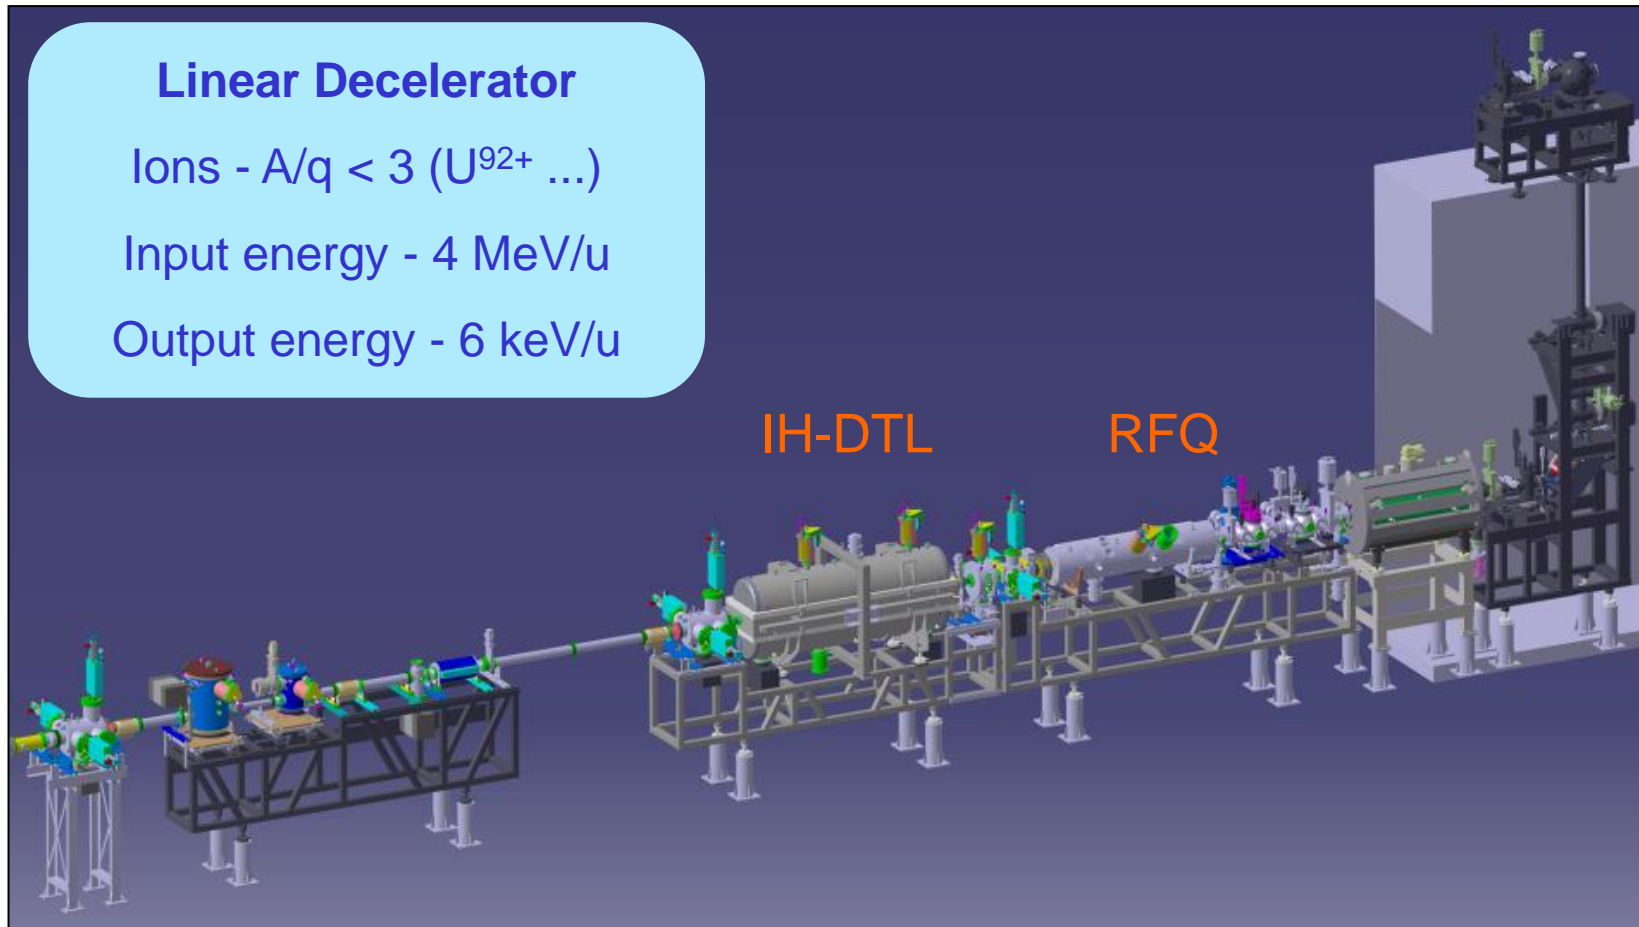 Linear Decelerator
Ions - A/q < 3 (U⁹²⁺ ...)
Input energy - 4 MeV/u
Output energy - 6 keV/u
IH-DTL
RFQ